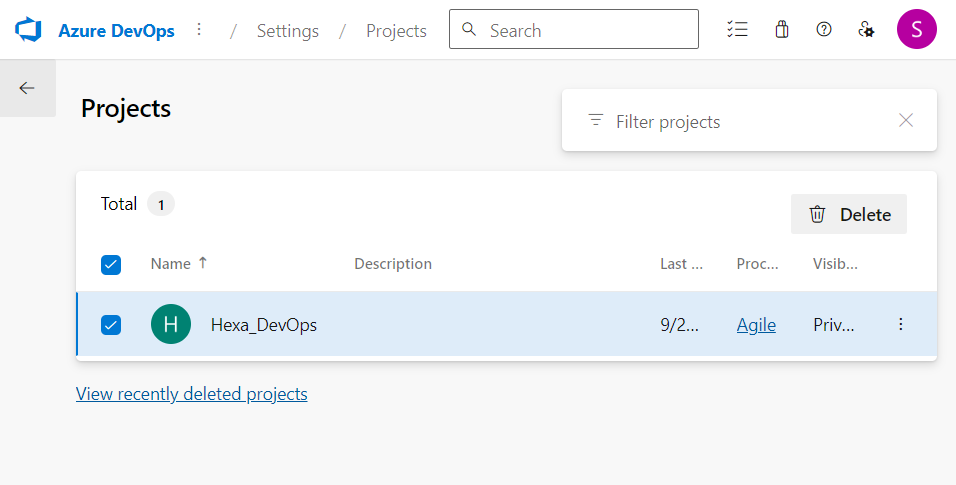 Azure DevOps / Settings / Projects Search S
Projects
Filter projects
Total 1
Delete
Name ↑ Description Last ... Proc... Visib...
H Hexa_DevOps 9/2... Agile Priv...
View recently deleted projects